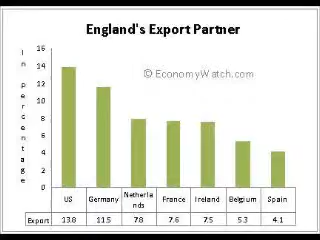 England's Export Partner
© EconomyWatch.com
In percentage
16
14
12
10
8
6
4
2
0
US Germany Netherlands France Ireland Belgium Spain
Export 13.8 11.5 7.8 7.6 7.5 5.3 4.1